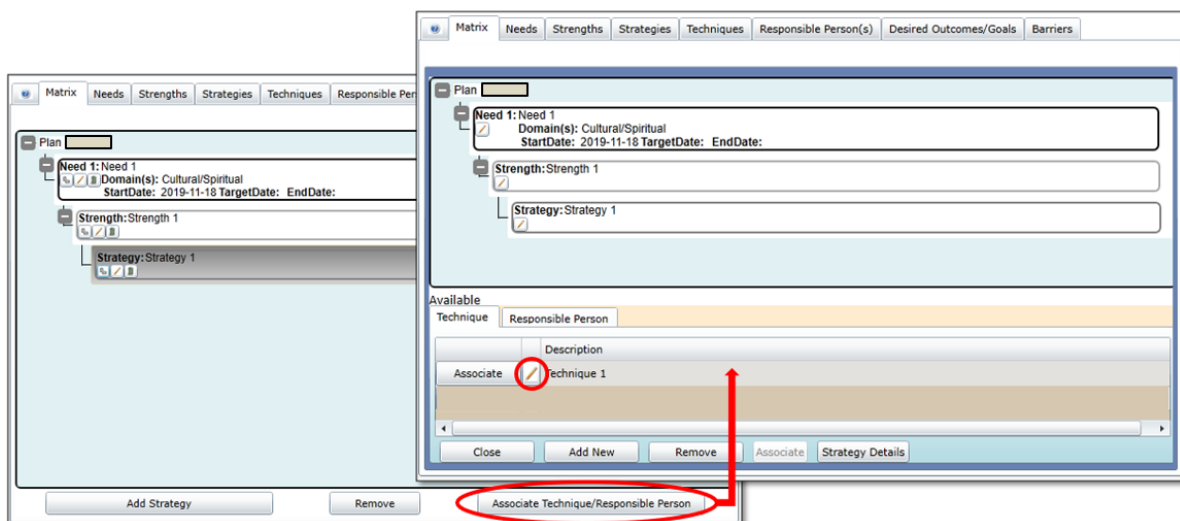 Matrix Needs Strengths Strategies Techniques Responsible Person(s) Desired Outcomes/Goals Barriers
Plan
Need 1: Need 1
Domain(s): Cultural/Spiritual
StartDate: 2019-11-18 TargetDate: EndDate:
Strength: Strength 1
Strategy: Strategy 1
Available
Technique Responsible Person
Description
Associate Technique 1
Close Add New Remove Associate Strategy Details
Matrix Needs Strengths Strategies Techniques Responsible Per
Plan
Need 1: Need 1
Domain(s): Cultural/Spiritual
StartDate: 2019-11-18 TargetDate: EndDate:
Strength: Strength 1
Strategy: Strategy 1
Add Strategy Remove Associate Technique/Responsible Person